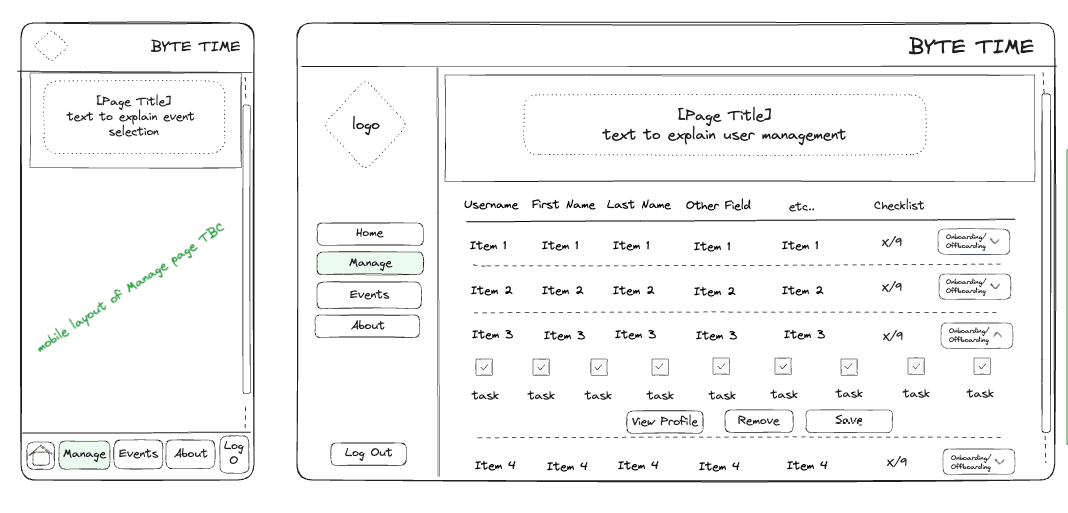 BYTE TIME
[Page Title]
text to explain event
selection
mobile layout of Manage page TBC
Manage
Events
About
Log
O
BYTE TIME
logo
Home
Manage
Events
About
Log Out
[Page Title]
text to explain user management
Username First Name Last Name Other Field etc.. Checklist
Item 1 Item 1 Item 1 Item 1 Item 1 x/9 Onboarding/
Offboarding
Item 2 Item 2 Item 2 Item 2 Item 2 x/9 Onboarding/
Offboarding
Item 3 Item 3 Item 3 Item 3 Item 3 x/9 Onboarding/
Offboarding
task task task task task task task task task
View Profile Remove Save
Item 4 Item 4 Item 4 Item 4 Item 4 x/9 Onboarding/
Offboarding